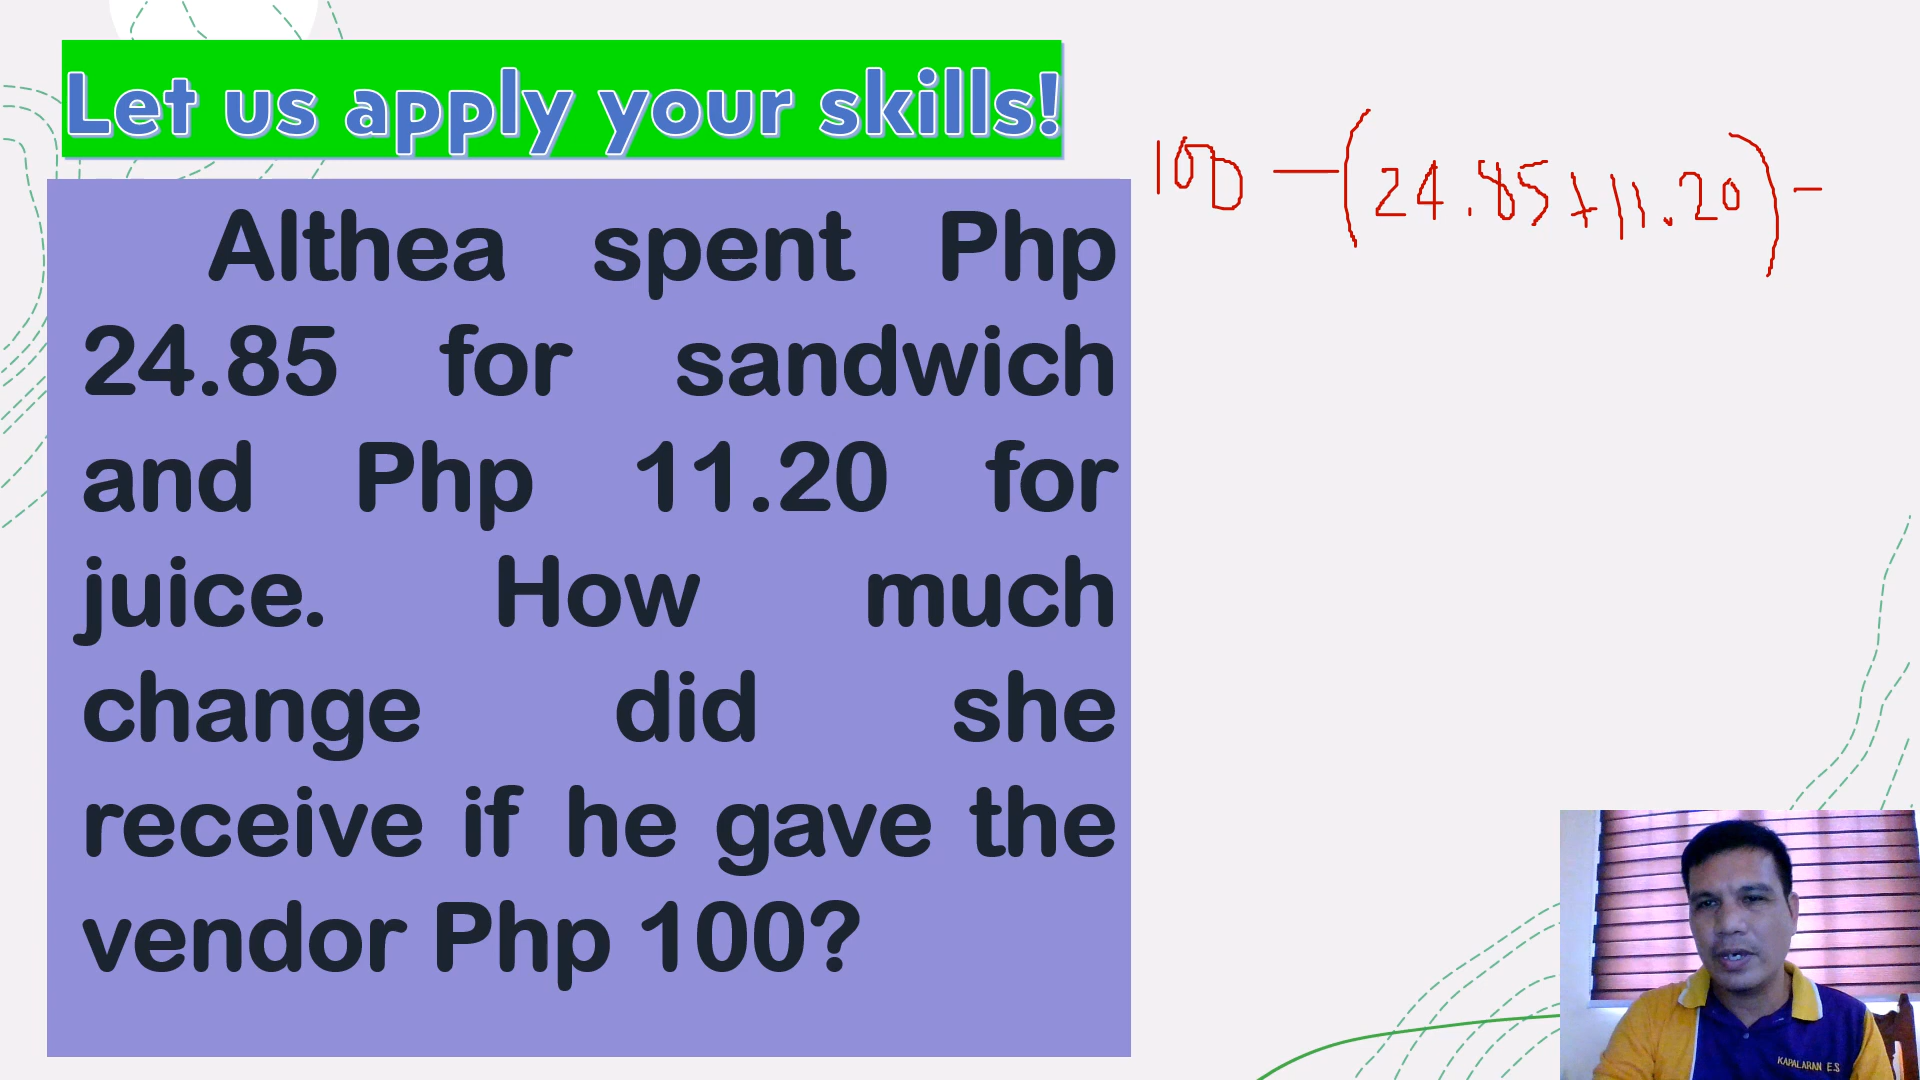 Let us apply your skills!
100 - (24.85+11.20) -
Althea spent Php
24.85 for sandwich
and Php 11.20 for
juice. How much
change did she
receive if he gave the
vendor Php 100?
KAPALARAN E.S